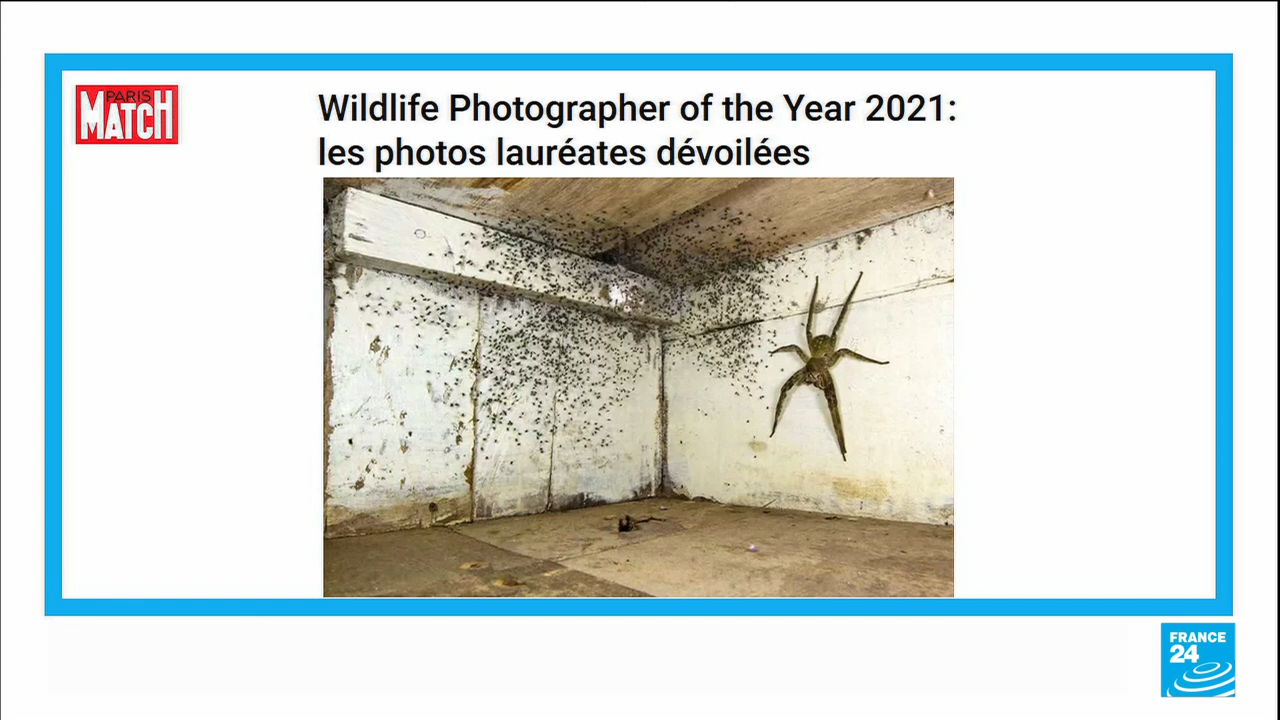 PARIS
MATCH
Wildlife Photographer of the Year 2021:
les photos lauréates dévoilées
FRANCE
24